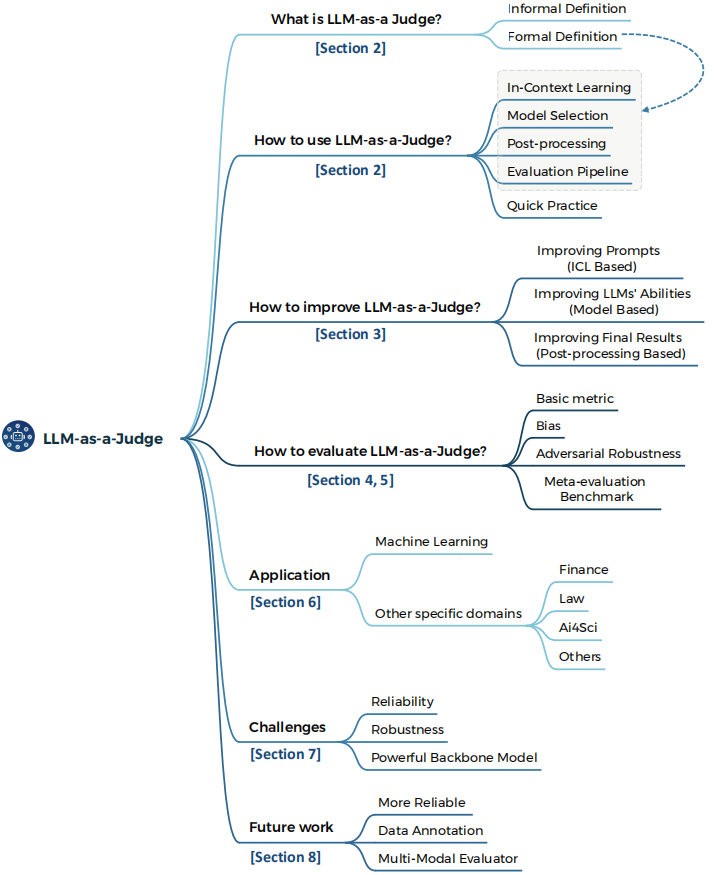 What is LLM-as-a Judge?
[Section 2]
Informal Definition
Formal Definition
How to use LLM-as-a-Judge?
[Section 2]
In-Context Learning
Model Selection
Post-processing
Evaluation Pipeline
Quick Practice
How to improve LLM-as-a-Judge?
[Section 3]
Improving Prompts
(ICL Based)
Improving LLMs' Abilities
(Model Based)
Improving Final Results
(Post-processing Based)
LLM-as-a-Judge
How to evaluate LLM-as-a-Judge?
[Section 4, 5]
Basic metric
Bias
Adversarial Robustness
Meta-evaluation
Benchmark
Application
[Section 6]
Machine Learning
Other specific domains
Finance
Law
Ai4Sci
Others
Challenges
[Section 7]
Reliability
Robustness
Powerful Backbone Model
Future work
[Section 8]
More Reliable
Data Annotation
Multi-Modal Evaluator